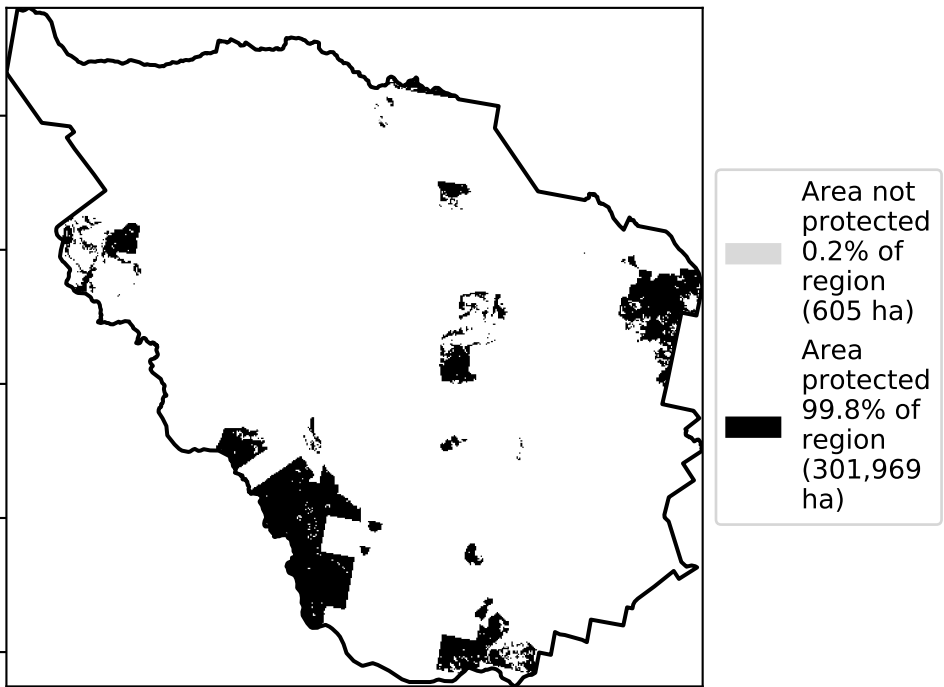 Area not
protected
0.2% of
region
(605 ha)
Area
protected
99.8% of
region
(301,969
ha)